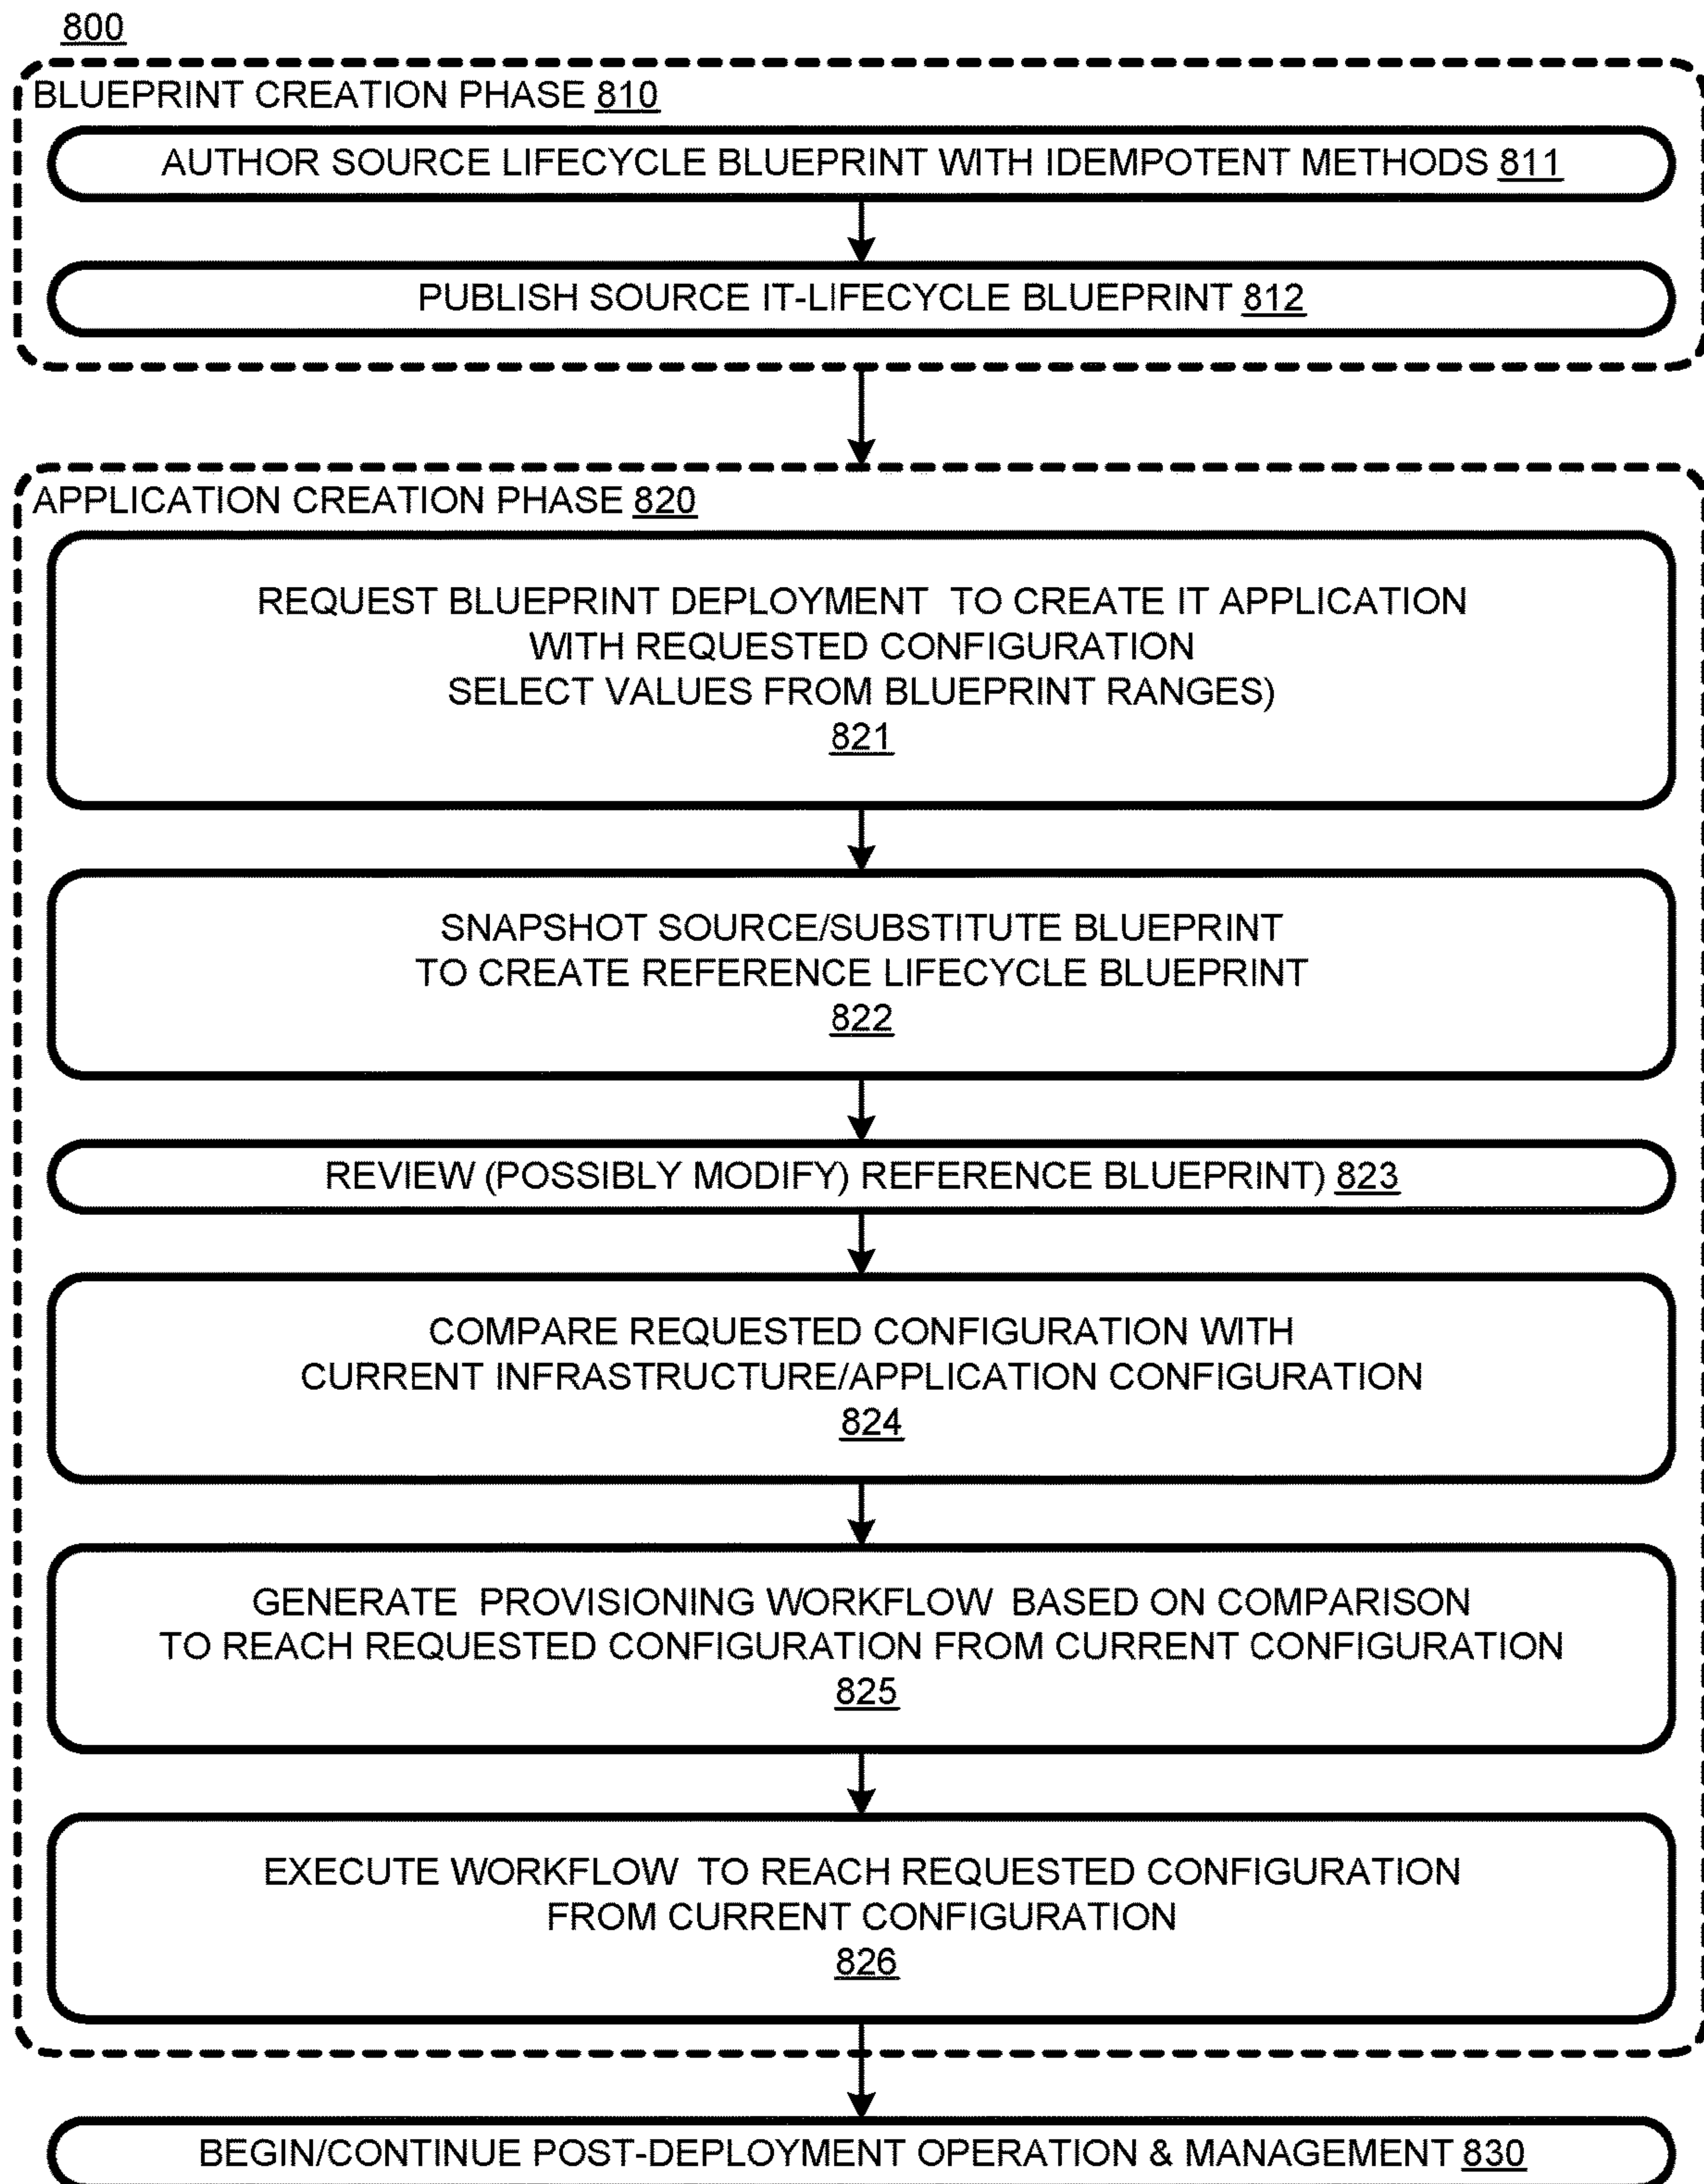 800
BLUEPRINT CREATION PHASE 810
AUTHOR SOURCE LIFECYCLE BLUEPRINT WITH IDEMPOTENT METHODS 811
PUBLISH SOURCE IT-LIFECYCLE BLUEPRINT 812
APPLICATION CREATION PHASE 820
REQUEST BLUEPRINT DEPLOYMENT TO CREATE IT APPLICATION
WITH REQUESTED CONFIGURATION
SELECT VALUES FROM BLUEPRINT RANGES)
821
SNAPSHOT SOURCE/SUBSTITUTE BLUEPRINT
TO CREATE REFERENCE LIFECYCLE BLUEPRINT
822
REVIEW (POSSIBLY MODIFY) REFERENCE BLUEPRINT) 823
COMPARE REQUESTED CONFIGURATION WITH
CURRENT INFRASTRUCTURE/APPLICATION CONFIGURATION
824
GENERATE PROVISIONING WORKFLOW BASED ON COMPARISON
TO REACH REQUESTED CONFIGURATION FROM CURRENT CONFIGURATION
825
EXECUTE WORKFLOW TO REACH REQUESTED CONFIGURATION
FROM CURRENT CONFIGURATION
826
BEGIN/CONTINUE POST-DEPLOYMENT OPERATION & MANAGEMENT 830